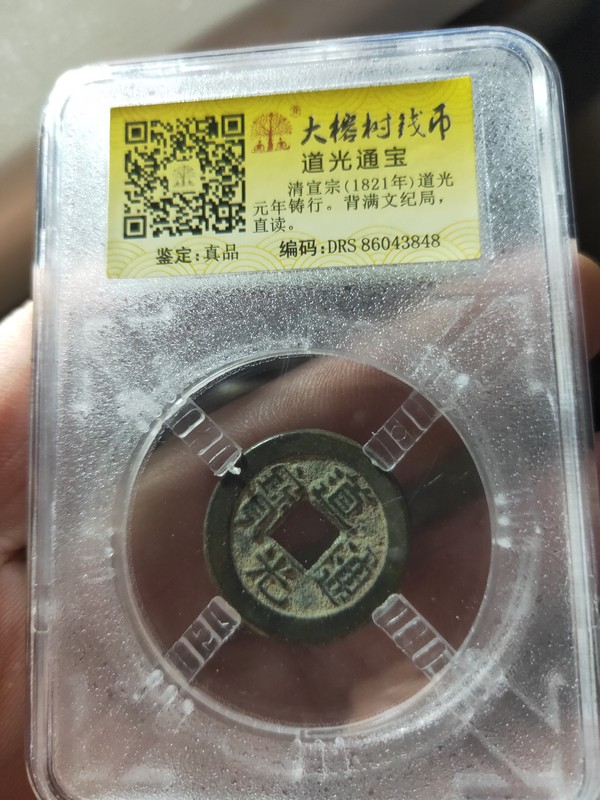 大榕树钱币
道光通宝
清宣宗(1821年)道光
元年铸行。背满文纪局,
直读。
鉴定:真品 编码:DRS 86043848
道光通寳